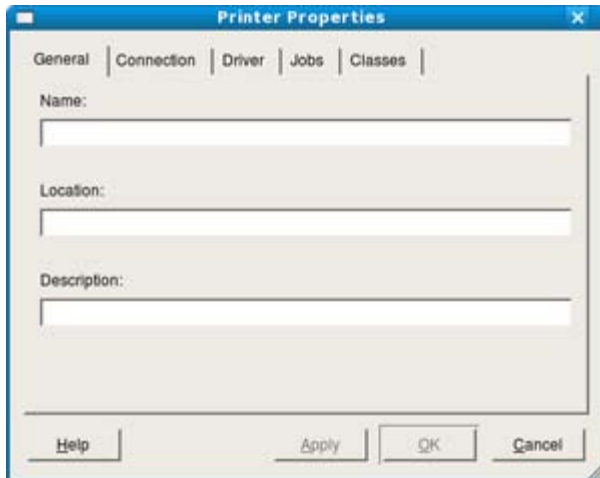 Printer Properties
General Connection Driver Jobs Classes
Name:
Location:
Description:
Help Apply OK Cancel